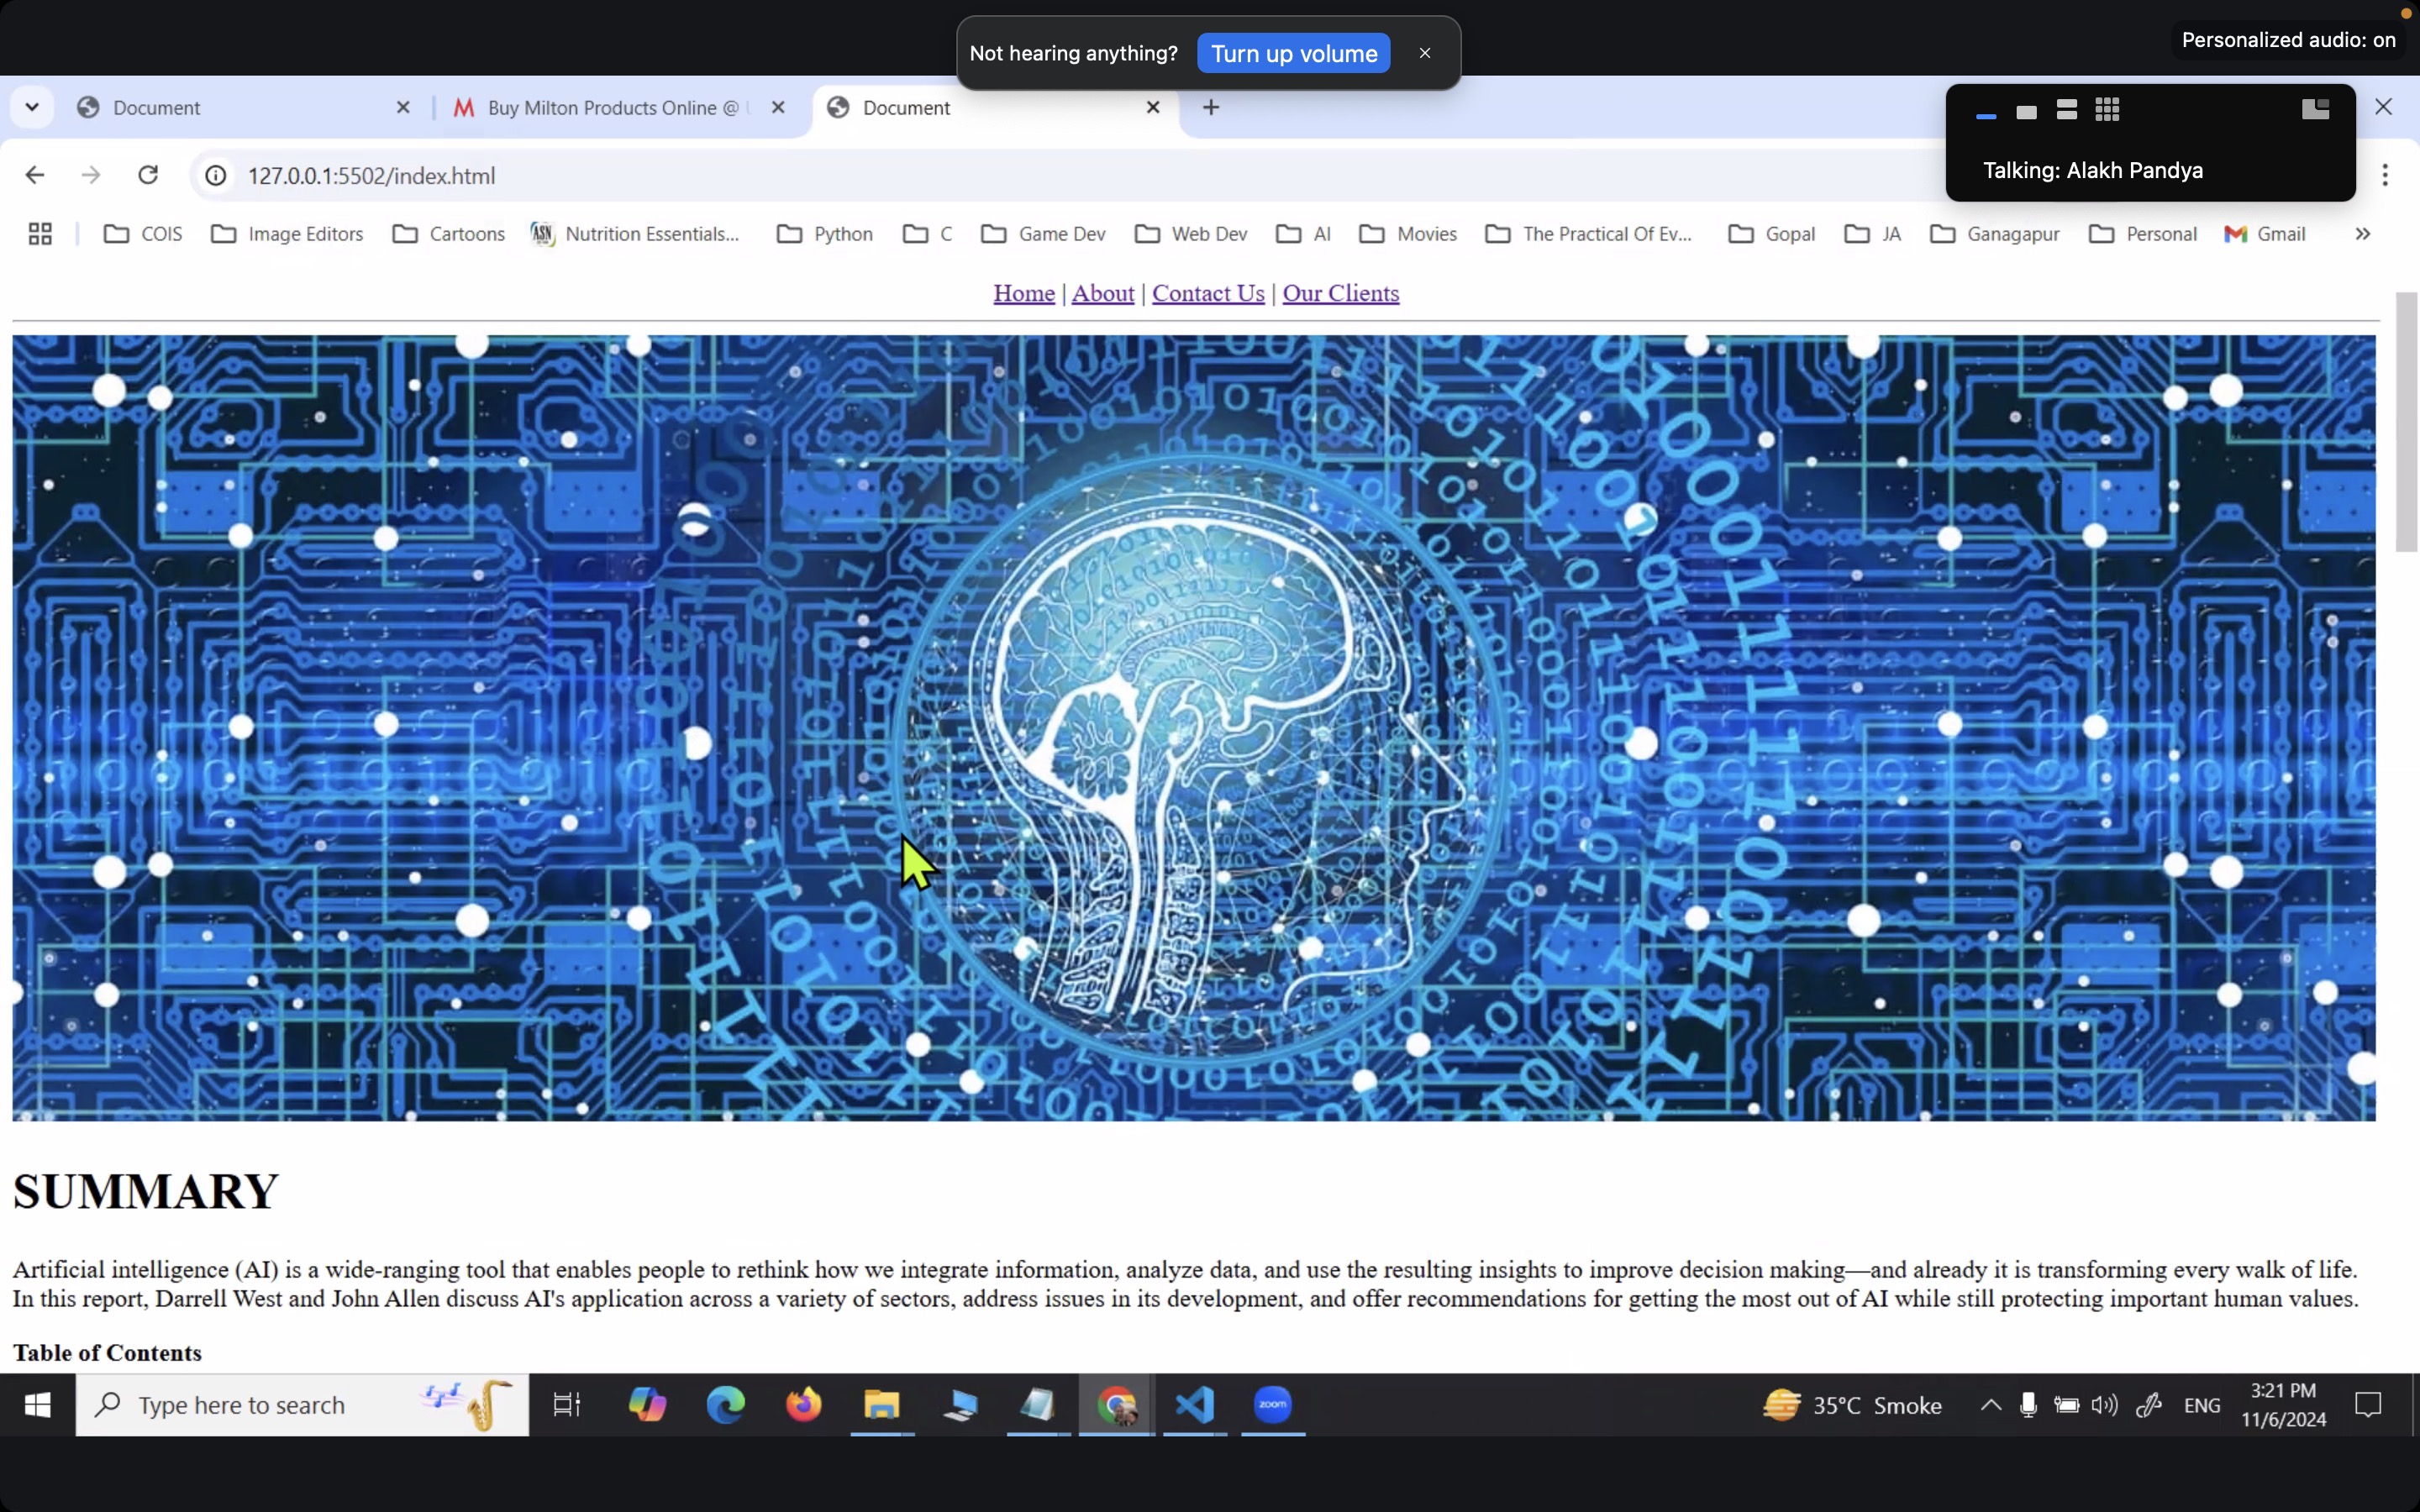 Not hearing anything? Turn up volume
Personalized audio: on
Document
Buy Milton Products Online @
Document
Talking: Alakh Pandya
127.0.0.1:5502/index.html
COIS Image Editors Cartoons ASN Nutrition Essentials... Python C Game Dev Web Dev AI Movies The Practical Of Ev... Gopal JA Ganagapur Personal Gmail
Home | About | Contact Us | Our Clients
SUMMARY
Artificial intelligence (AI) is a wide-ranging tool that enables people to rethink how we integrate information, analyze data, and use the resulting insights to improve decision making—and already it is transforming every walk of life.
In this report, Darrell West and John Allen discuss AI's application across a variety of sectors, address issues in its development, and offer recommendations for getting the most out of AI while still protecting important human values.
Table of Contents
Type here to search
zoom
35°C Smoke
ENG
3:21 PM
11/6/2024